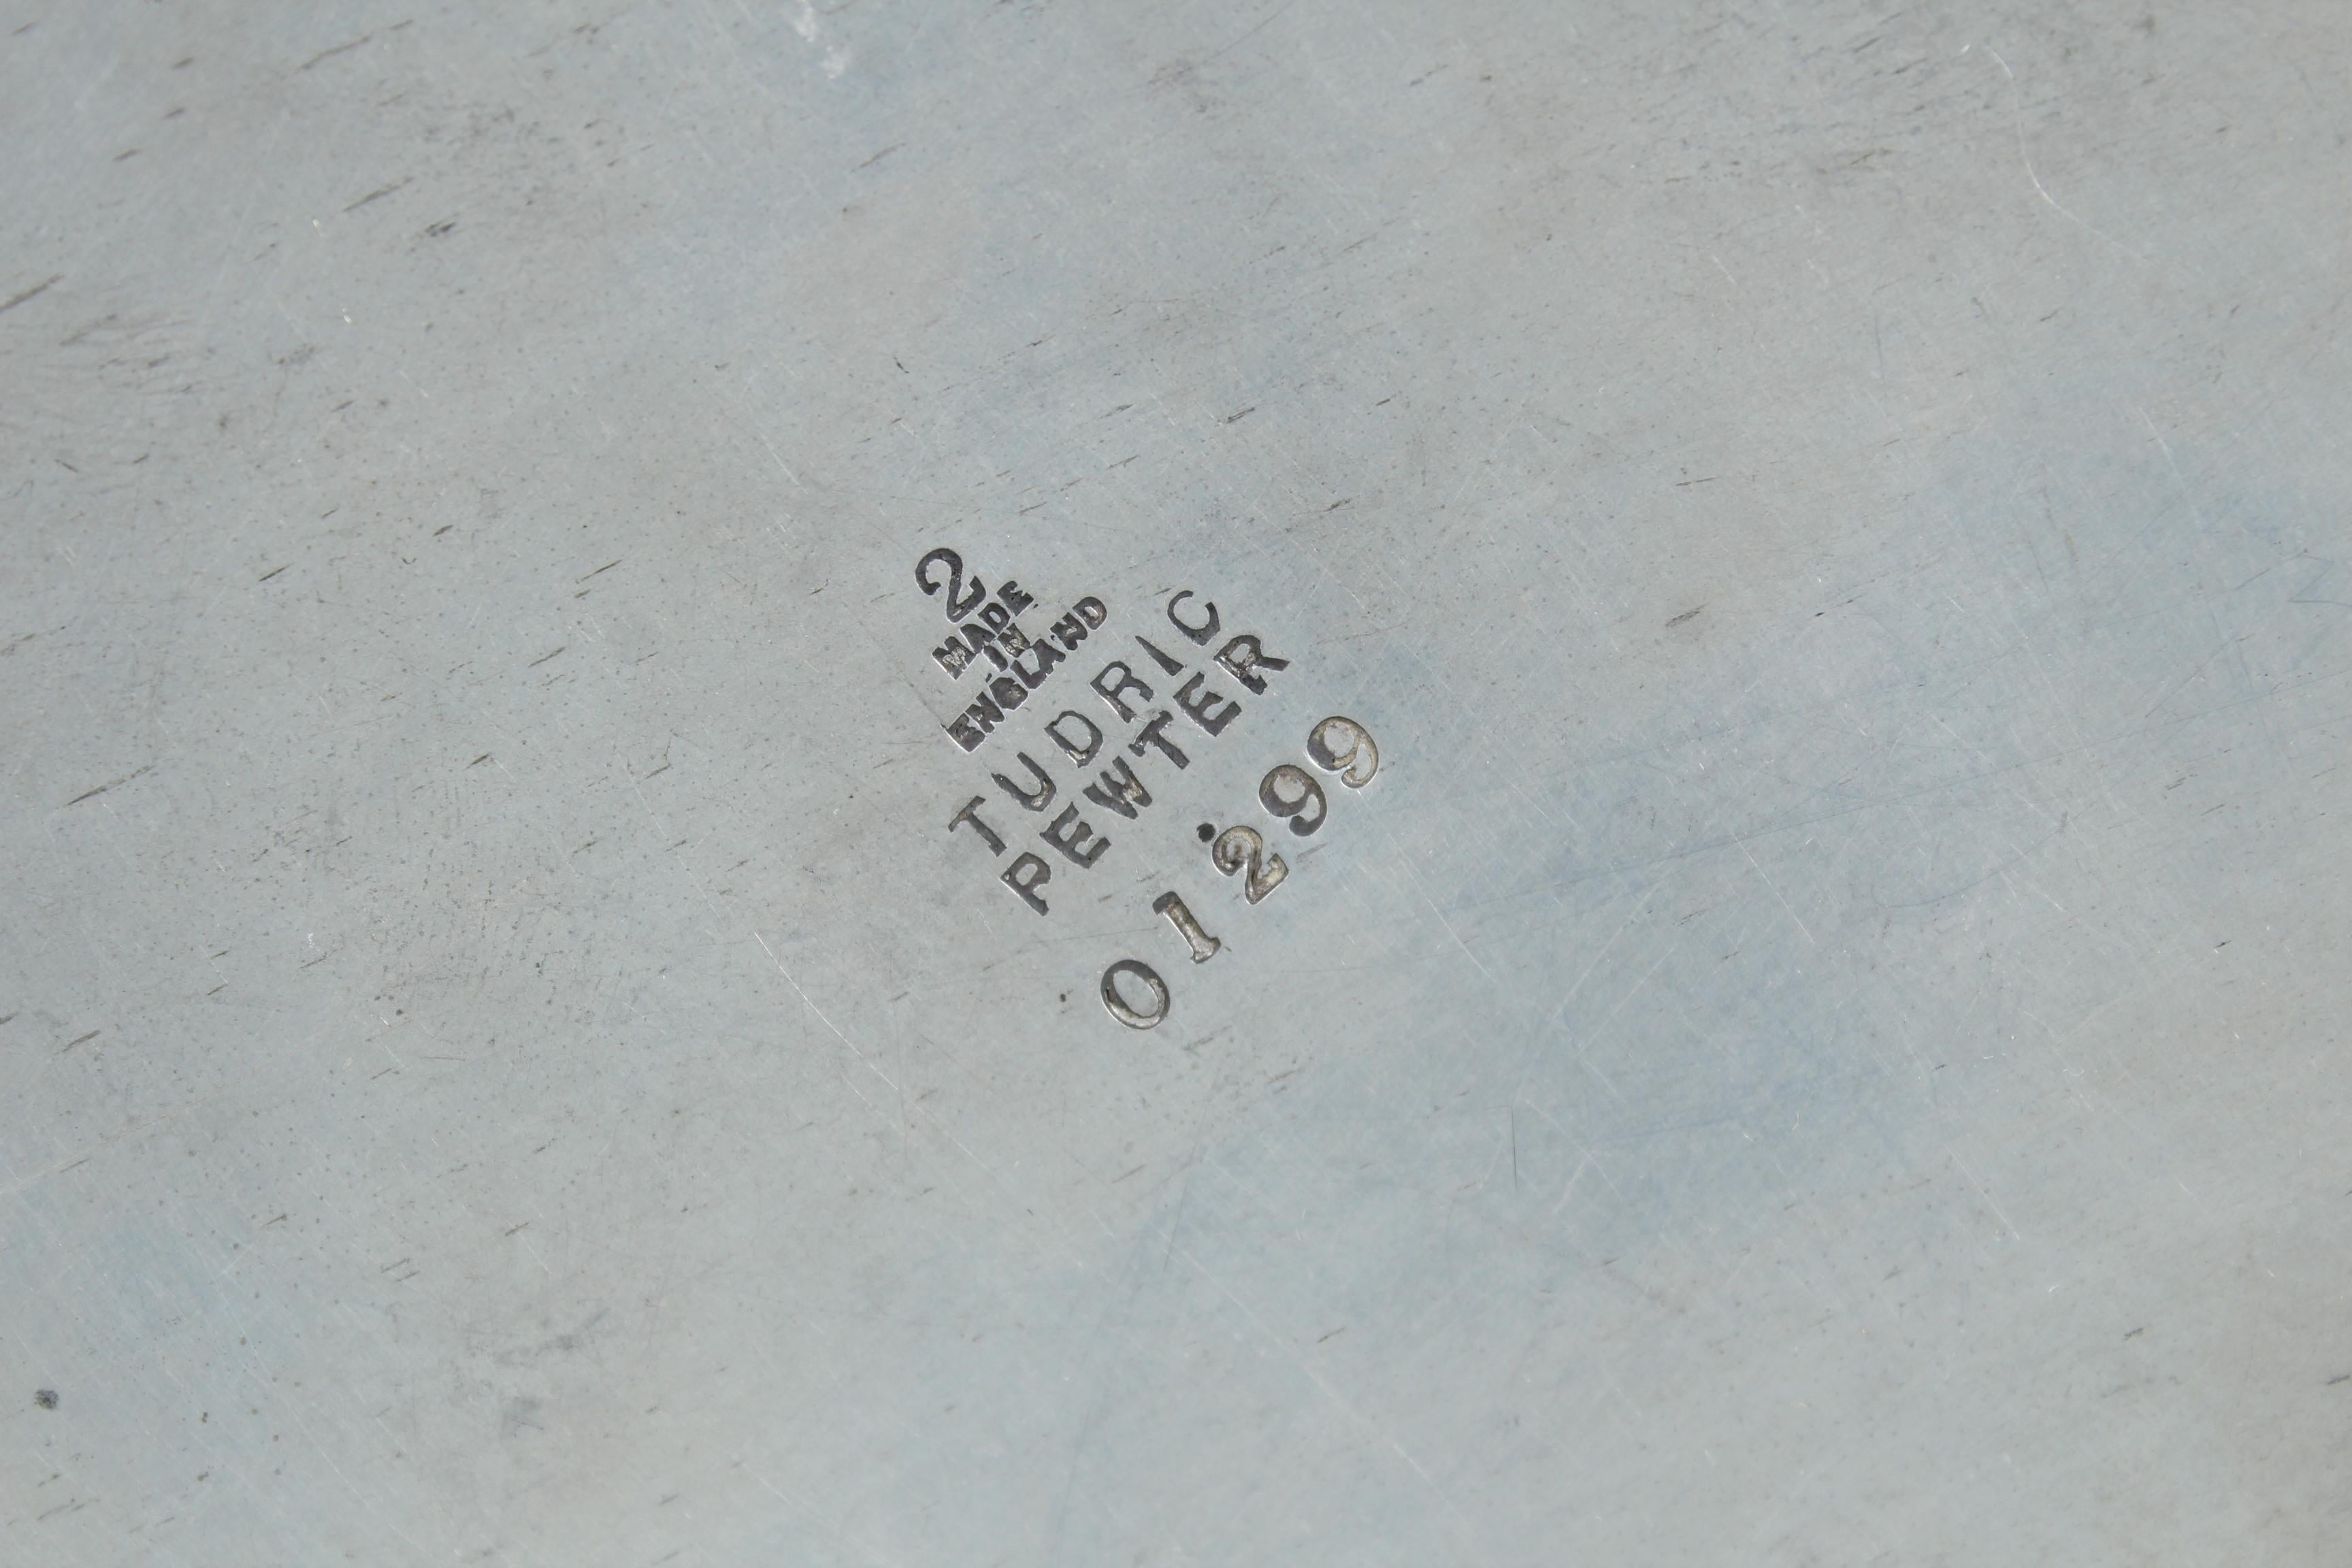 2
MADE
IN
ENGLAND
TUDRIC
PEWTER
01299